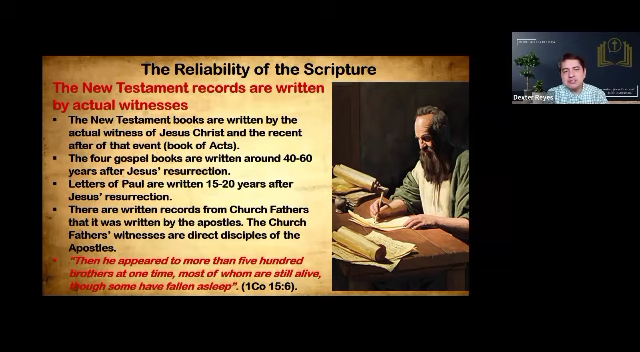 The Reliability of the Scripture
The New Testament records are written
by actual witnesses
▪ The New Testament books are written by the
actual witness of Jesus Christ and the recent
after of that event (book of Acts).
▪ The four gospel books are written around 40-60
years after Jesus' resurrection.
▪ Letters of Paul are written 15-20 years after
Jesus' resurrection.
▪ There are written records from Church Fathers
that it was written by the apostles. The Church
Fathers' witnesses are direct disciples of the
Apostles.
▪ "Then he appeared to more than five hundred
brothers at one time, most of whom are still alive,
though some have fallen asleep". (1Co 15:6).
Dexter Reyes